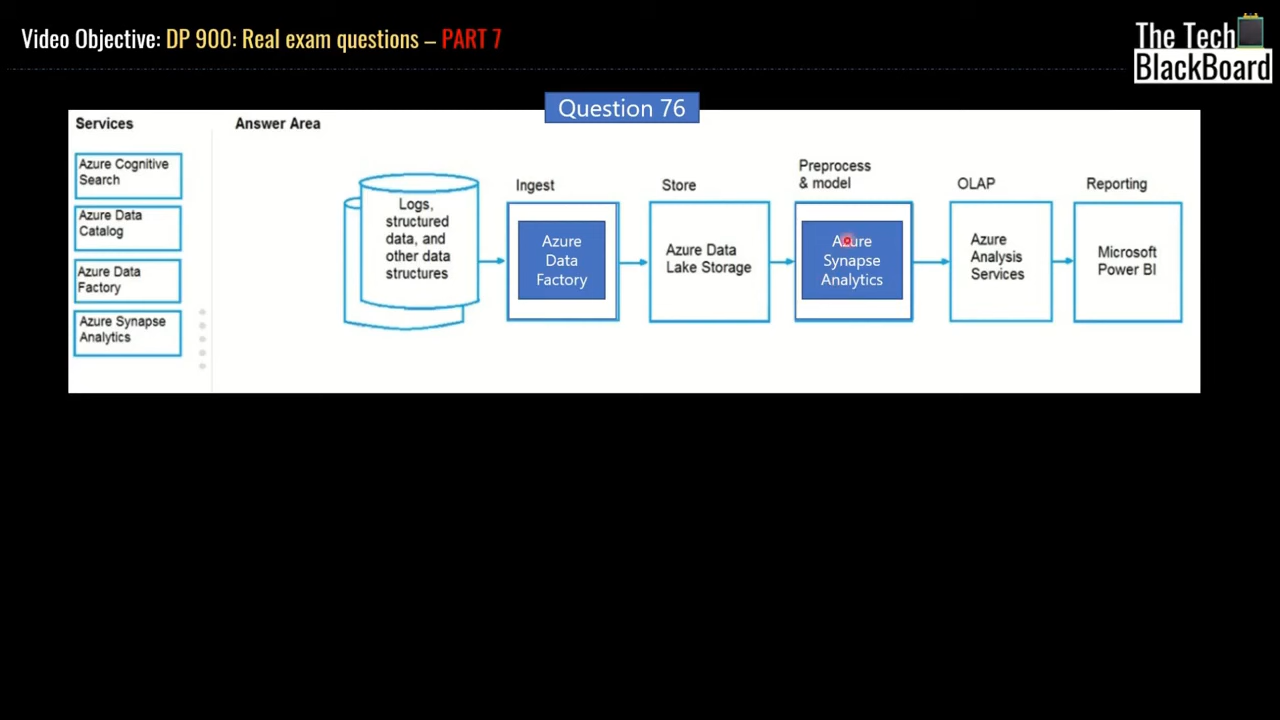 Video Objective: DP 900: Real exam questions – PART 7
The Tech
BlackBoard
Question 76
Services
Answer Area
Azure Cognitive
Search
Azure Data
Catalog
Azure Data
Factory
Azure Synapse
Analytics
Logs,
structured
data, and
other data
structures
Ingest
Azure
Data
Factory
Store
Azure Data
Lake Storage
Preprocess
& model
Azure
Synapse
Analytics
OLAP
Azure
Analysis
Services
Reporting
Microsoft
Power BI